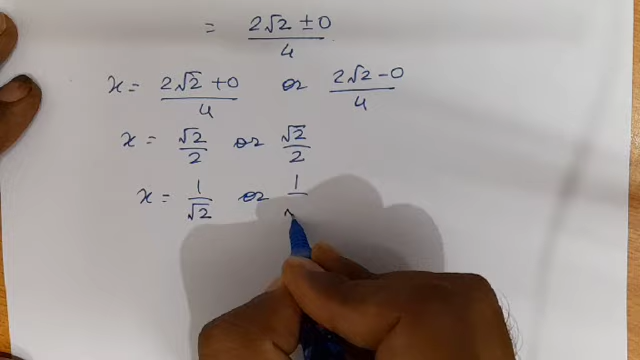 = (2√2 ± 0)/4
x = (2√2 + 0)/4 or (2√2 - 0)/4
x = √2/2 or √2/2
x = 1/√2 or 1/